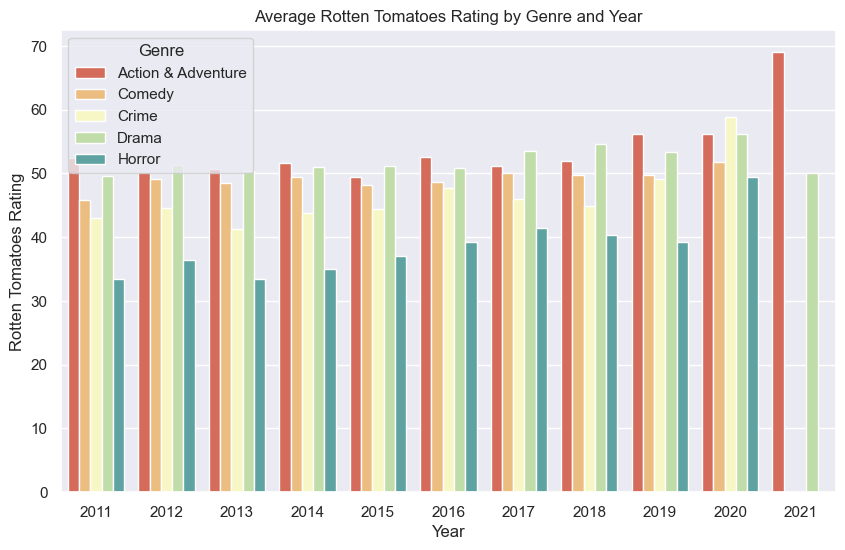 Average Rotten Tomatoes Rating by Genre and Year
Genre
Action & Adventure
Comedy
Crime
Drama
Horror
Rotten Tomatoes Rating
70
60
50
40
30
20
10
0
2011 2012 2013 2014 2015 2016 2017 2018 2019 2020 2021
Year